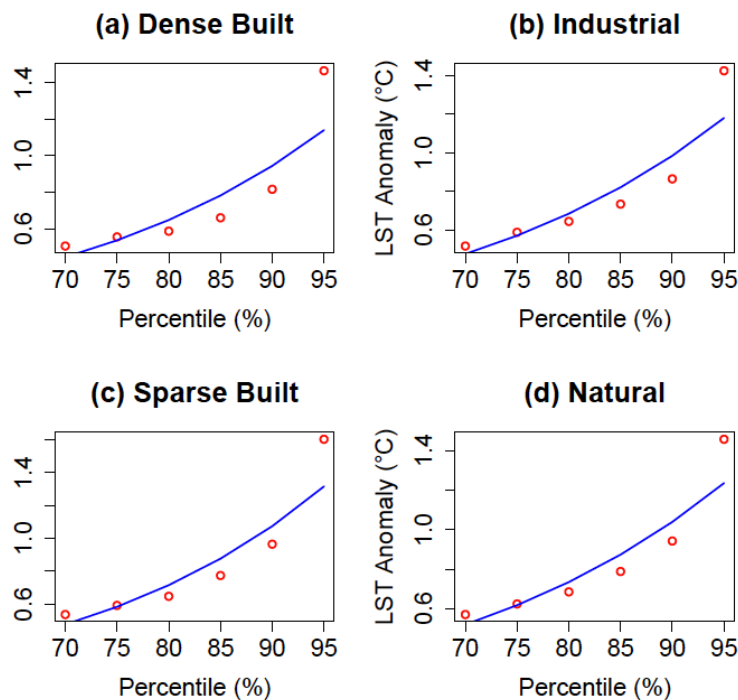 (a) Dense Built
1.4
1.0
0.6
70 75 80 85 90 95
Percentile (%)
(b) Industrial
LST Anomaly (°C)
1.4
1.0
0.6
70 75 80 85 90 95
Percentile (%)
(c) Sparse Built
1.4
1.0
0.6
70 75 80 85 90 95
Percentile (%)
(d) Natural
LST Anomaly (°C)
1.4
1.0
0.6
70 75 80 85 90 95
Percentile (%)